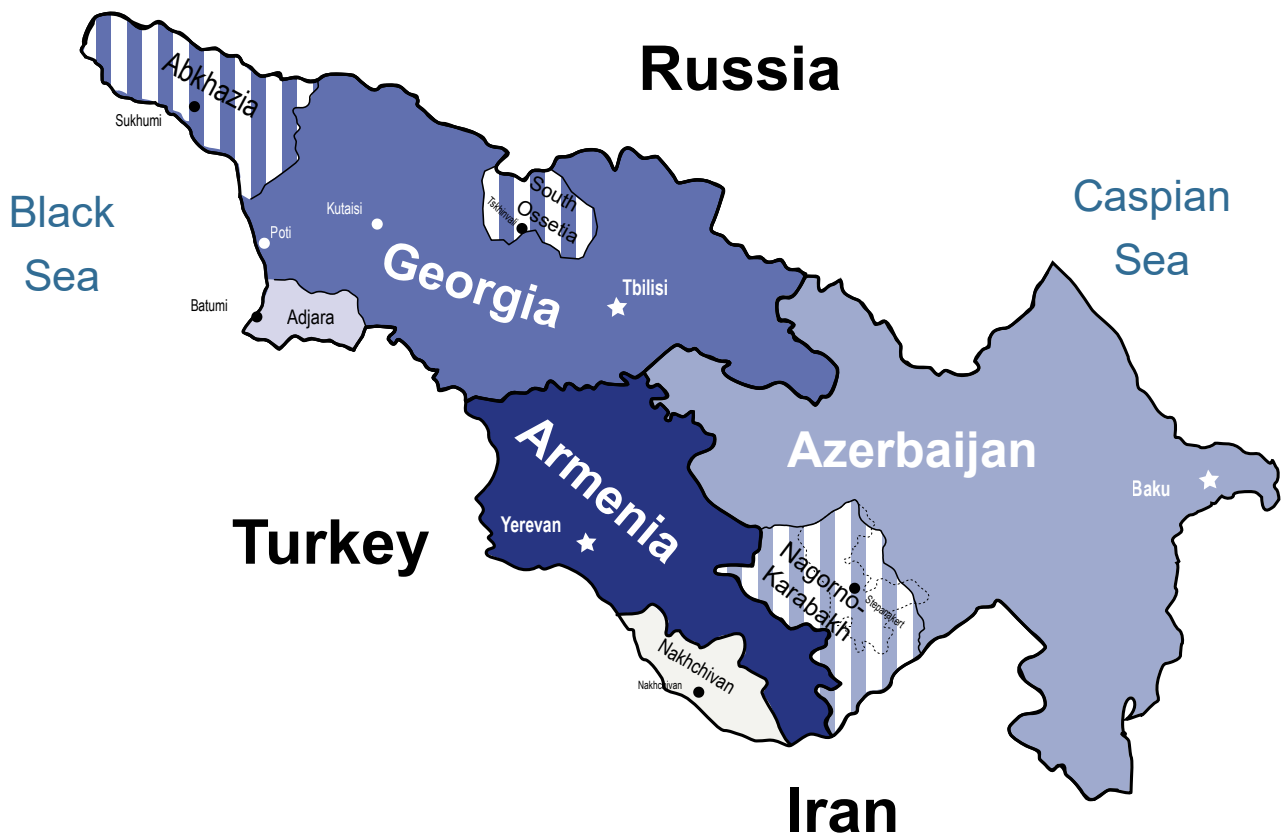 Russia
Abkhazia
Sukhumi
Black
Sea
Caspian
Sea
South
Ossetia
Tskhinvali
Kutaisi
Poti
Georgia
Tbilisi
Batumi
Adjara
Armenia
Azerbaijan
Baku
Turkey
Yerevan
Nagorno-
Karabakh
Stepanakert
Nakhchivan
Nakhchivan
Iran